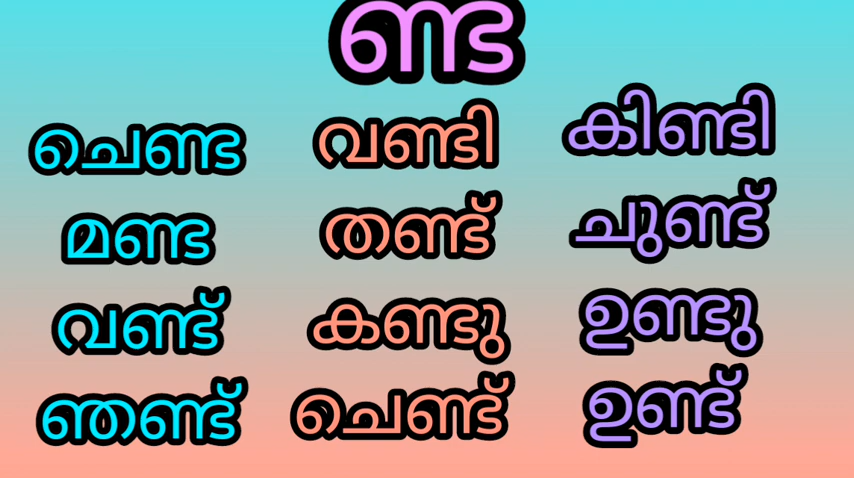 ണ്ട
ചെണ്ട വണ്ടി കിണ്ടി
മണ്ട തണ്ട് ചുണ്ട്
വണ്ട് കണ്ടു ഉണ്ടു
ഞണ്ട് ചെണ്ട് ഉണ്ട്